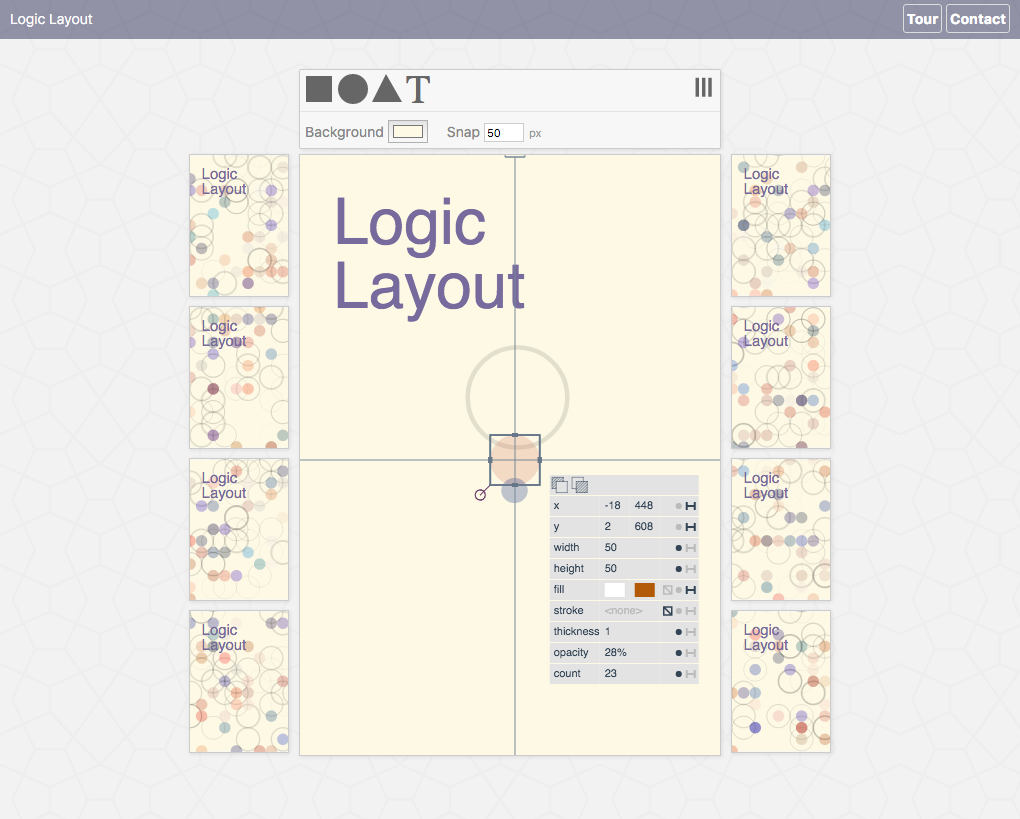 Logic Layout
Tour
Contact
T
Background
Snap 50 px
Logic
Layout
Logic
Layout
Logic
Layout
Logic
Layout
Logic
Layout
Logic
Layout
Logic
Layout
Logic
Layout
Logic
Layout
x -18 448
y 2 608
width 50
height 50
fill
stroke <none>
thickness 1
opacity 28%
count 23